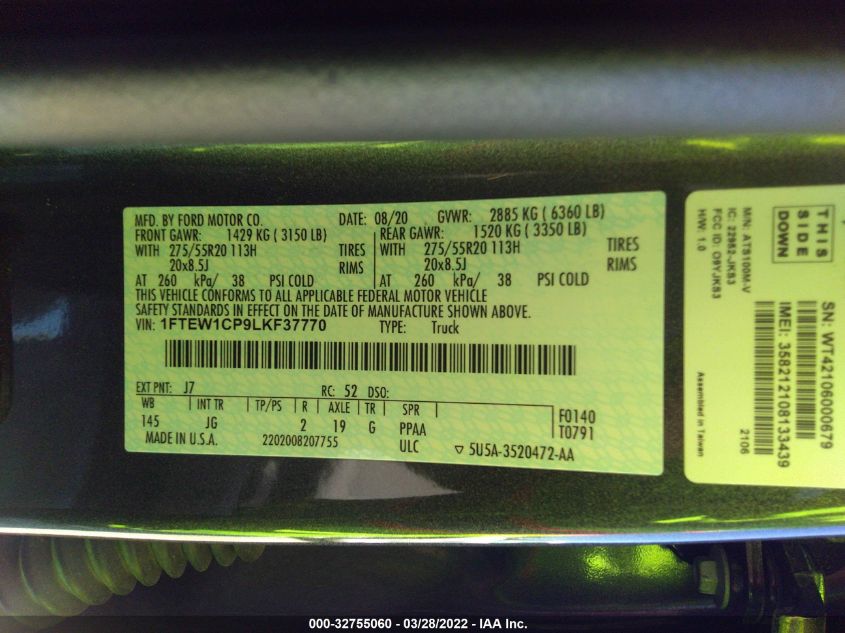 MFD. BY FORD MOTOR CO. DATE: 08/20 GVWR: 2885 KG ( 6360 LB)
FRONT GAWR: 1429 KG ( 3150 LB) REAR GAWR: 1520 KG ( 3350 LB)
WITH 275/55R20 113H TIRES WITH 275/55R20 113H TIRES
20x8.5J RIMS 20x8.5J RIMS
AT 260 kPa/ 38 PSI COLD AT 260 kPa/ 38 PSI COLD
THIS VEHICLE CONFORMS TO ALL APPLICABLE FEDERAL MOTOR VEHICLE
SAFETY STANDARDS IN EFFECT ON THE DATE OF MANUFACTURE SHOWN ABOVE.
VIN: 1FTEW1CP9LKF37770 TYPE: Truck
EXT PNT: J7 RC: 52 DSO:
WB INT TR TP/PS R AXLE TR SPR F0140
145 JG 2 19 G PPAA T0791
MADE IN U.S.A. 2202008207755 ULC ▽ 5U5A-3520472-AA
THIS
SIDE
DOWN
M/N: ATS100M-V
IC: 22952-JKS3
FCC ID: O9YJKS3
H/W: 1.0
SN: WT42106000679
IMEI: 358212108133439
2106
Assembled in Taiwan
000-32755060 - 03/28/2022 - IAA Inc.